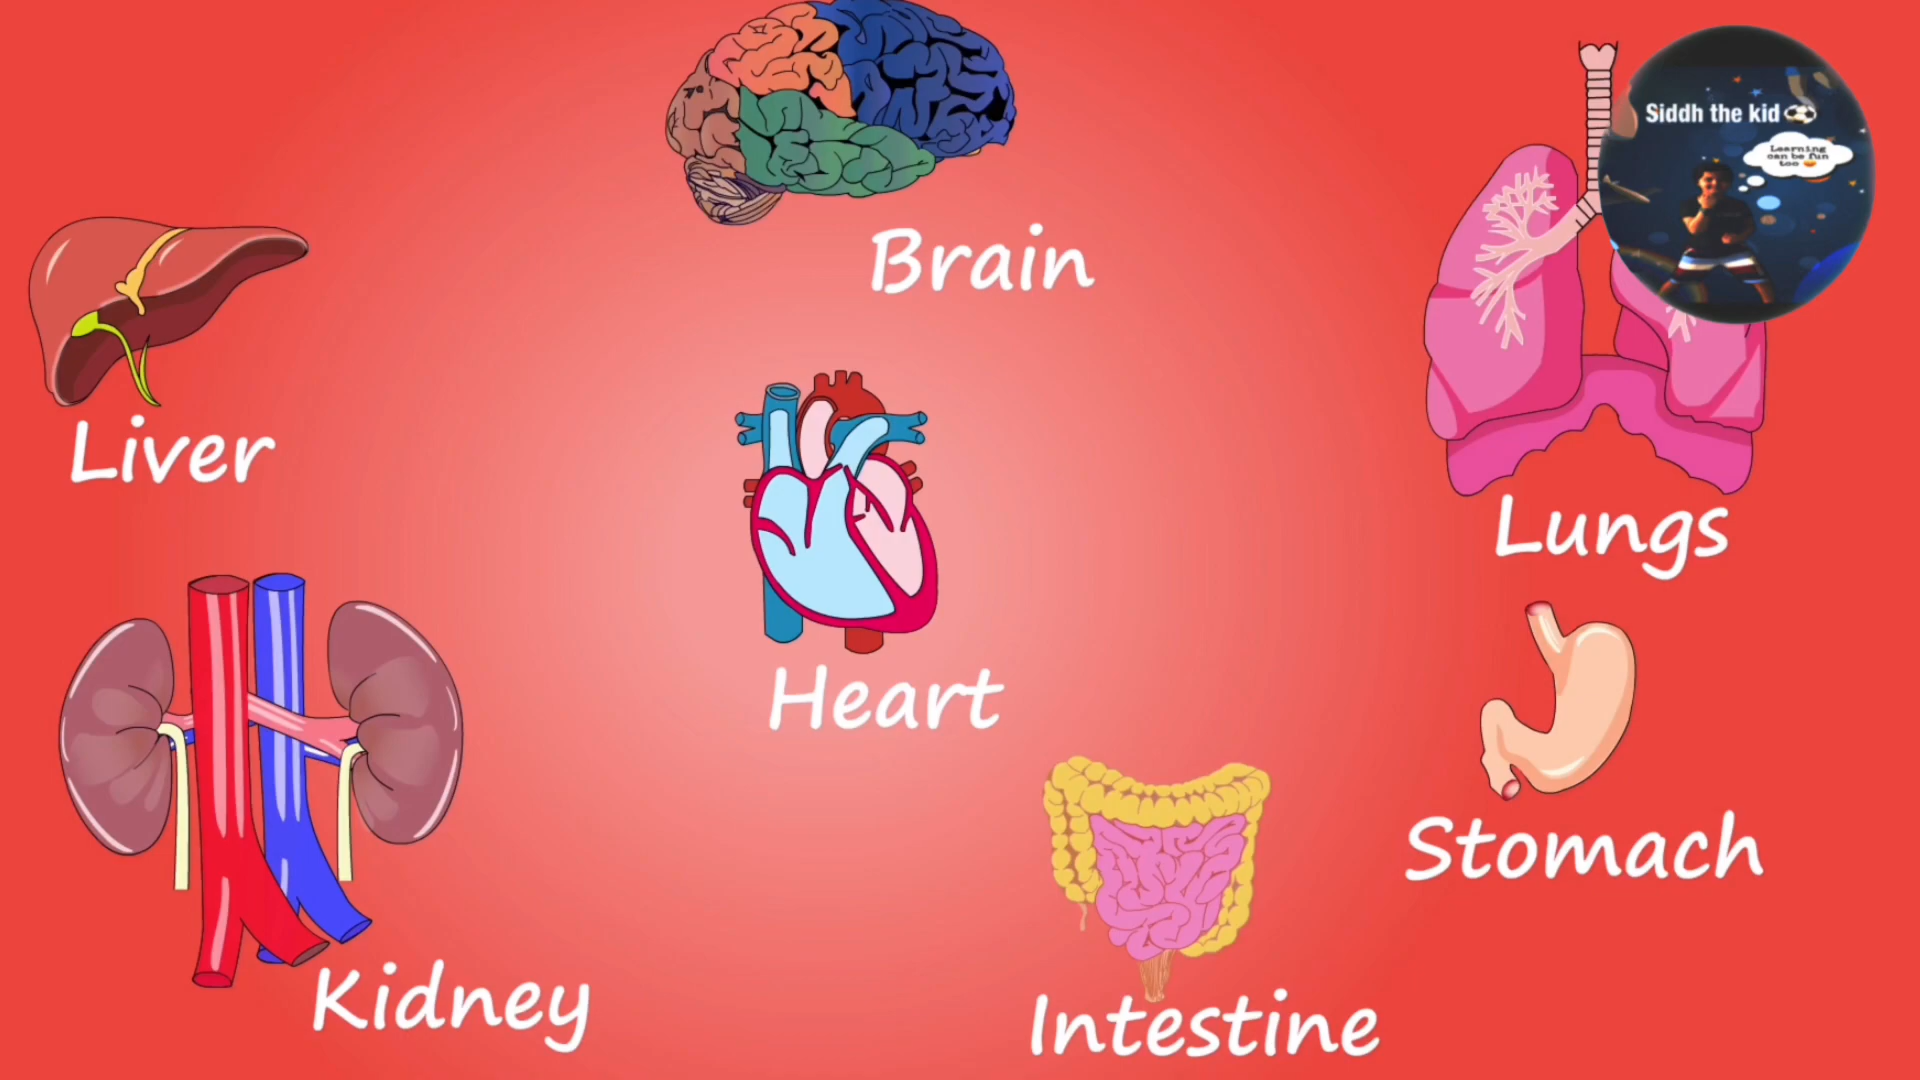 Siddh the kid
Learning
can be fun
too
Brain
Liver
Lungs
Heart
Stomach
Kidney
Intestine